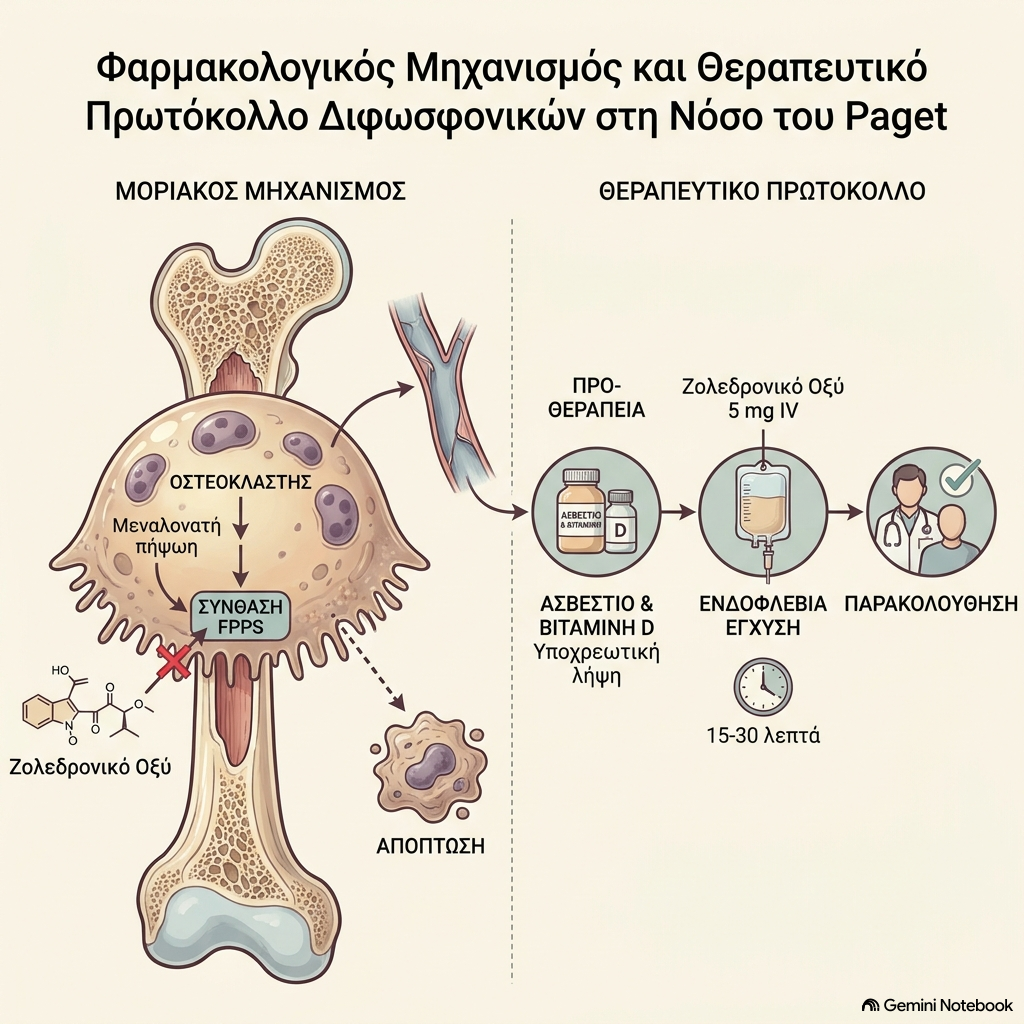 Φαρμακολογικός Μηχανισμός και Θεραπευτικό
Πρωτόκολλο Διφωσφονικών στη Νόσο του Paget
ΜΟΡΙΑΚΟΣ ΜΗΧΑΝΙΣΜΟΣ
ΟΣΤΕΟΚΛΑΣΤΗΣ
Μεναλονατή
πήψωη
ΣΥΝΘΑΣΗ
FPPS
HO
O
O
O
O
N
O
Ζολεδρονικό Οξύ
ΑΠΟΠΤΩΣΗ
ΘΕΡΑΠΕΥΤΙΚΟ ΠΡΩΤΟΚΟΛΛΟ
ΠΡΟ-
ΘΕΡΑΠΕΙΑ
ΑΕΒΕΣΤΙΟ
D
ΑΣΒΕΣΤΙΟ &
ΒΙΤΑΜΙΝΗ D
Υποχρεωτική
λήψη
Ζολεδρονικό Οξύ
5 mg IV
ΕΝΔΟΦΛΕΒΙΑ
ΕΓΧΥΣΗ
15-30 λεπτά
ΠΑΡΑΚΟΛΟΥΘΗΣΗ
Gemini Notebook